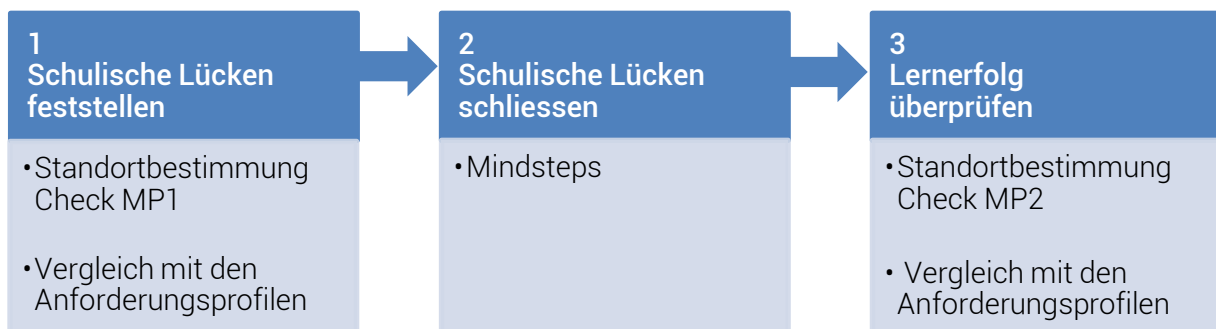 1
Schulische Lücken
feststellen
•Standortbestimmung
Check MP1
•Vergleich mit den
Anforderungsprofilen
2
Schulische Lücken
schliessen
•Mindsteps
3
Lernerfolg
überprüfen
•Standortbestimmung
Check MP2
• Vergleich mit den
Anforderungsprofilen